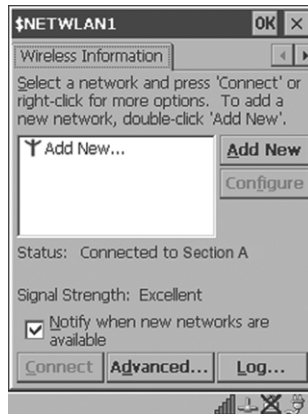 $NETWLAN1 OK ×
Wireless Information
Select a network and press 'Connect' or
right-click for more options. To add a
new network, double-click 'Add New'.
Add New...
Add New
Configure
Status: Connected to Section A
Signal Strength: Excellent
Notify when new networks are
available
Connect Advanced... Log...